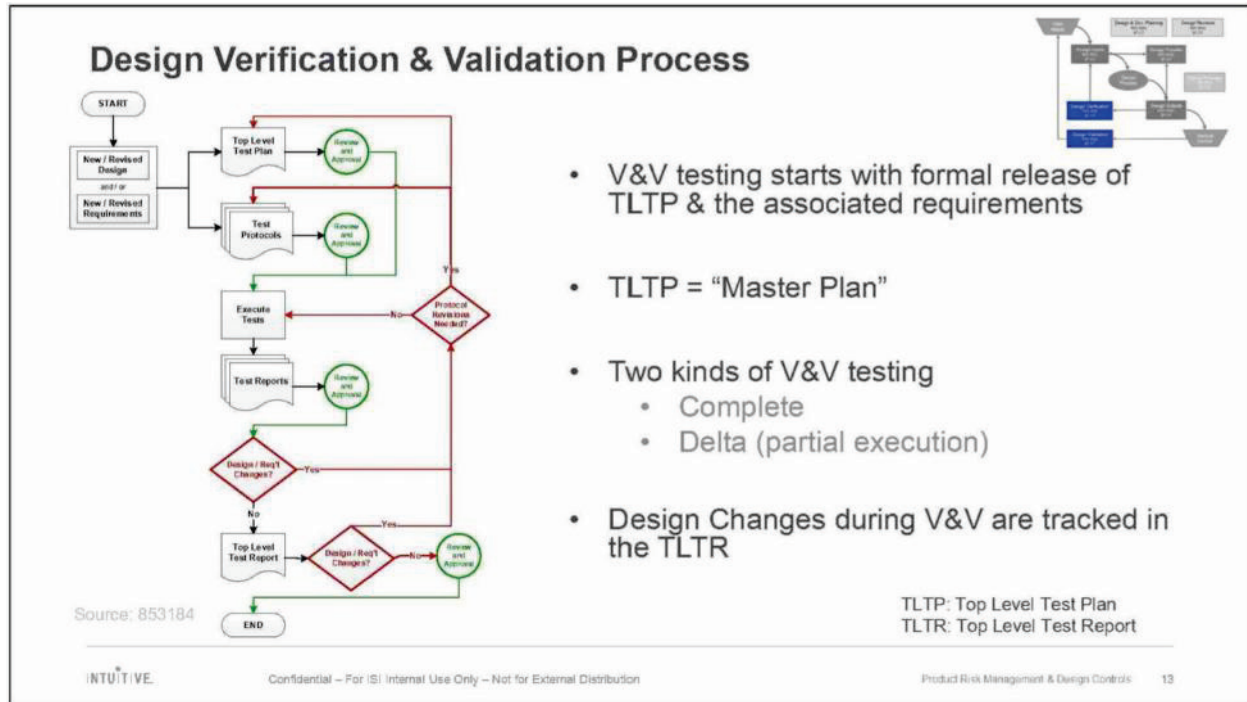 Design Verification & Validation Process
START
New / Revised
Design
and / or
New / Revised
Requirements
Top Level
Test Plan
Review
and
Approval
Test
Protocols
Review
and
Approval
Yes
Execute
Tests
No
Protocol
Revisions
Needed?
Test Reports
Review
and
Approval
Design / Req't
Changes?
Yes
No
Top Level
Test Report
Design / Req't
Changes?
Yes
No
Review
and
Approval
END
Source: 853184
• V&V testing starts with formal release of
TLTP & the associated requirements
• TLTP = “Master Plan”
• Two kinds of V&V testing
• Complete
• Delta (partial execution)
• Design Changes during V&V are tracked in
the TLTR
TLTP: Top Level Test Plan
TLTR: Top Level Test Report
INTUITIVE.
Confidential – For ISI Internal Use Only – Not for External Distribution
Product Risk Management & Design Controls
13